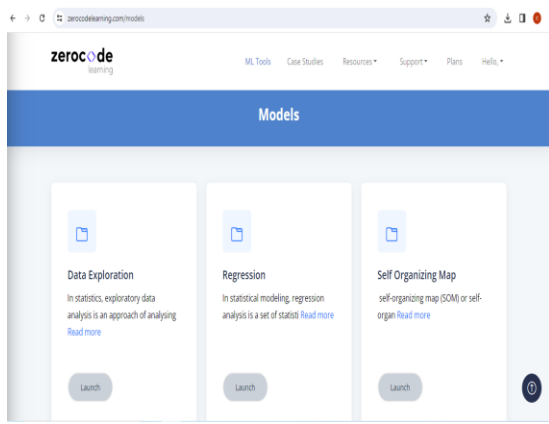 zerocodelearning.com/models
zerocode
learning
ML Tools Case Studies Resources Support Plans Hello,
Models
Data Exploration
In statistics, exploratory data
analysis is an approach of analysing
Read more
Launch
Regression
In statistical modeling, regression
analysis is a set of statisti Read more
Launch
Self Organizing Map
self-organizing map (SOM) or self-
organ Read more
Launch